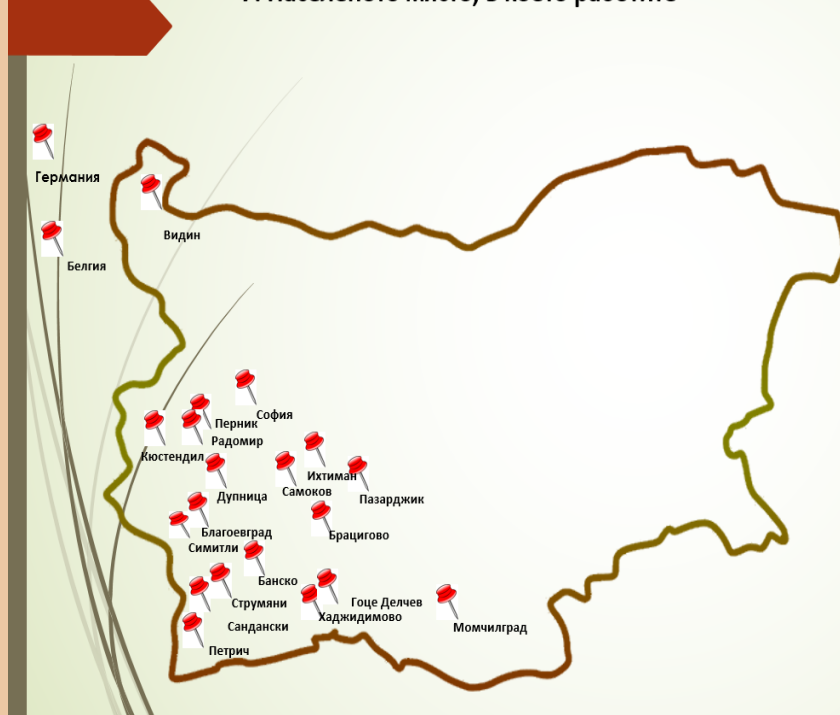 Германия
Видин
Белгия
София
Перник
Радомир
Кюстендил
Ихтиман
Самоков
Дупница
Пазарджик
Благоевград
Брацигово
Симитли
Банско
Струмяни
Гоце Делчев
Хаджидимово
Сандански
Момчилград
Петрич